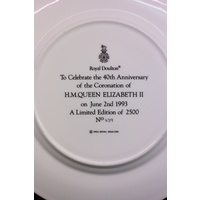 Royal Doulton®
To Celebrate the 40th Anniversary
of the Coronation of
H.M.QUEEN ELIZABETH II
on June 2nd 1993
A Limited Edition of 2500
No